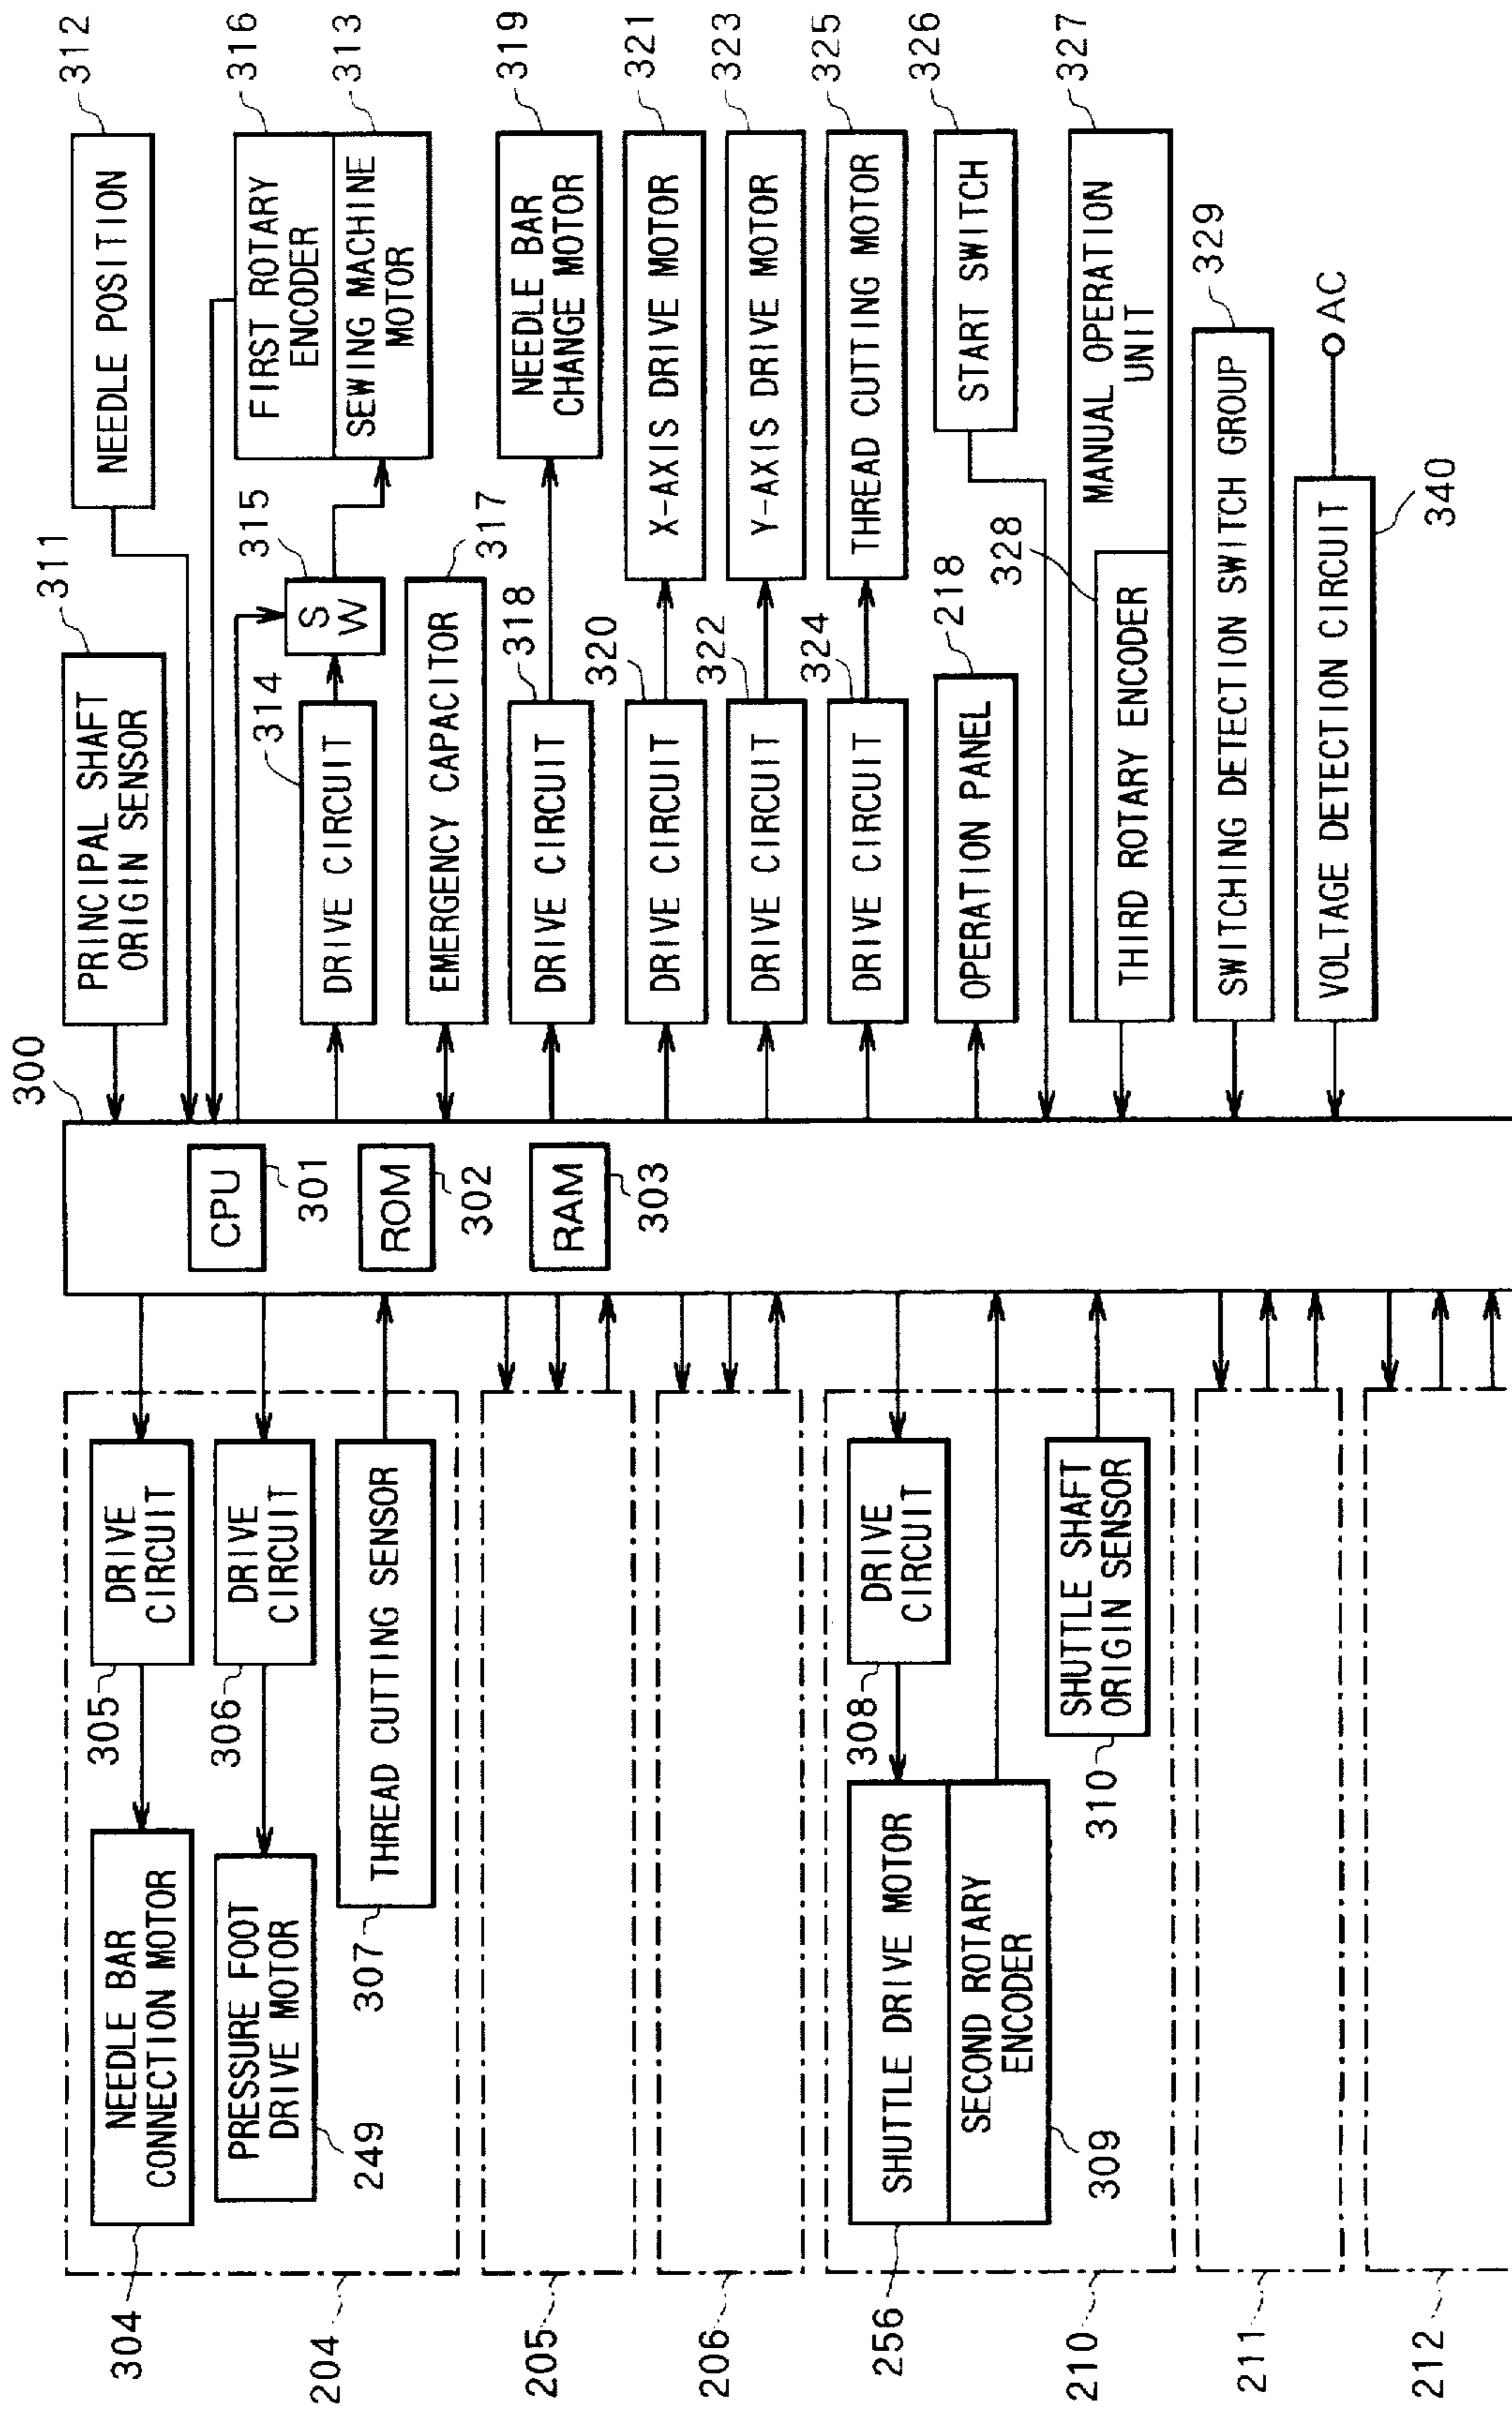 300
CPU
301
ROM
302
RAM
303
PRINCIPAL SHAFT
ORIGIN SENSOR
311
NEEDLE POSITION
312
FIRST ROTARY
ENCODER
316
SEWING MACHINE
MOTOR
313
S
W
315
DRIVE CIRCUIT
314
EMERGENCY CAPACITOR
317
DRIVE CIRCUIT
318
NEEDLE BAR
CHANGE MOTOR
319
DRIVE CIRCUIT
320
X-AXIS DRIVE MOTOR
321
DRIVE CIRCUIT
322
Y-AXIS DRIVE MOTOR
323
DRIVE CIRCUIT
324
THREAD CUTTING MOTOR
325
OPERATION PANEL
218
START SWITCH
326
MANUAL OPERATION
UNIT
327
THIRD ROTARY ENCODER
328
SWITCHING DETECTION SWITCH GROUP
329
VOLTAGE DETECTION CIRCUIT
340
AC
DRIVE
CIRCUIT
305
NEEDLE BAR
CONNECTION MOTOR
304
DRIVE
CIRCUIT
306
PRESSURE FOOT
DRIVE MOTOR
249
THREAD CUTTING SENSOR
307
204
205
206
DRIVE
CIRCUIT
308
SHUTTLE DRIVE MOTOR
256
SECOND ROTARY
ENCODER
309
SHUTTLE SHAFT
ORIGIN SENSOR
310
210
211
212